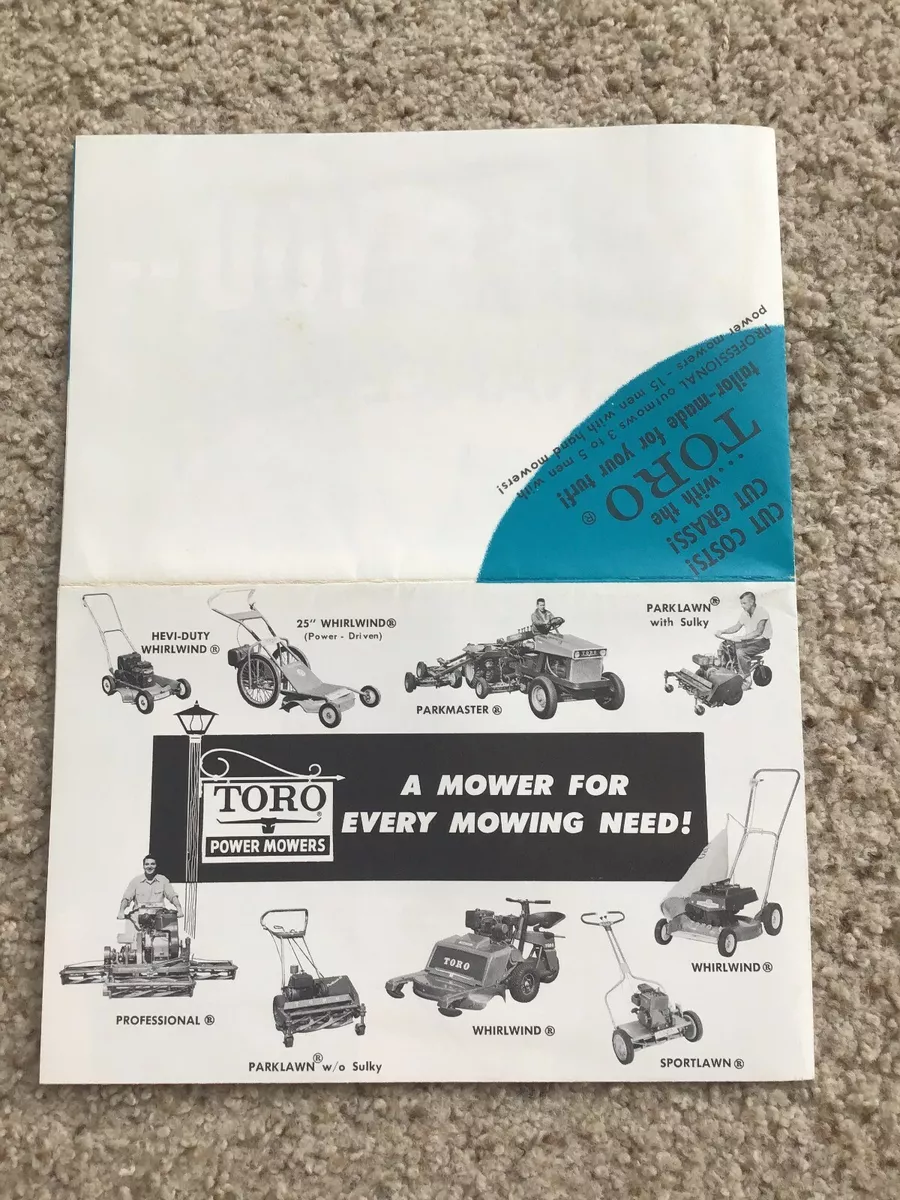 CUT COSTS!
CUT GRASS!
... with the
TORO ®
tailor-made for your turf!
PROFESSIONAL outmows 3 to 5 men with
power mowers - 15 men with hand mowers!
HEVI-DUTY
WHIRLWIND ®
25" WHIRLWIND®
(Power - Driven)
PARKMASTER ®
TORO
PARKLAWN®
with Sulky
TORO®
POWER MOWERS
A MOWER FOR
EVERY MOWING NEED!
PROFESSIONAL ®
PARKLAWN® w/o Sulky
TORO
WHIRLWIND ®
SPORTLAWN ®
WHIRLWIND ®